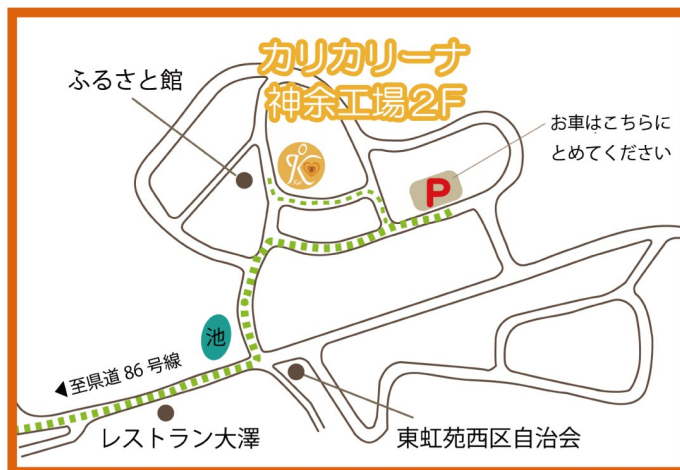 カリカリーナ
神余工場2F
ふるさと館
お車はこちらに
とめてください
P
池
◀至県道86号線
レストラン大澤
東虹苑西区自治会